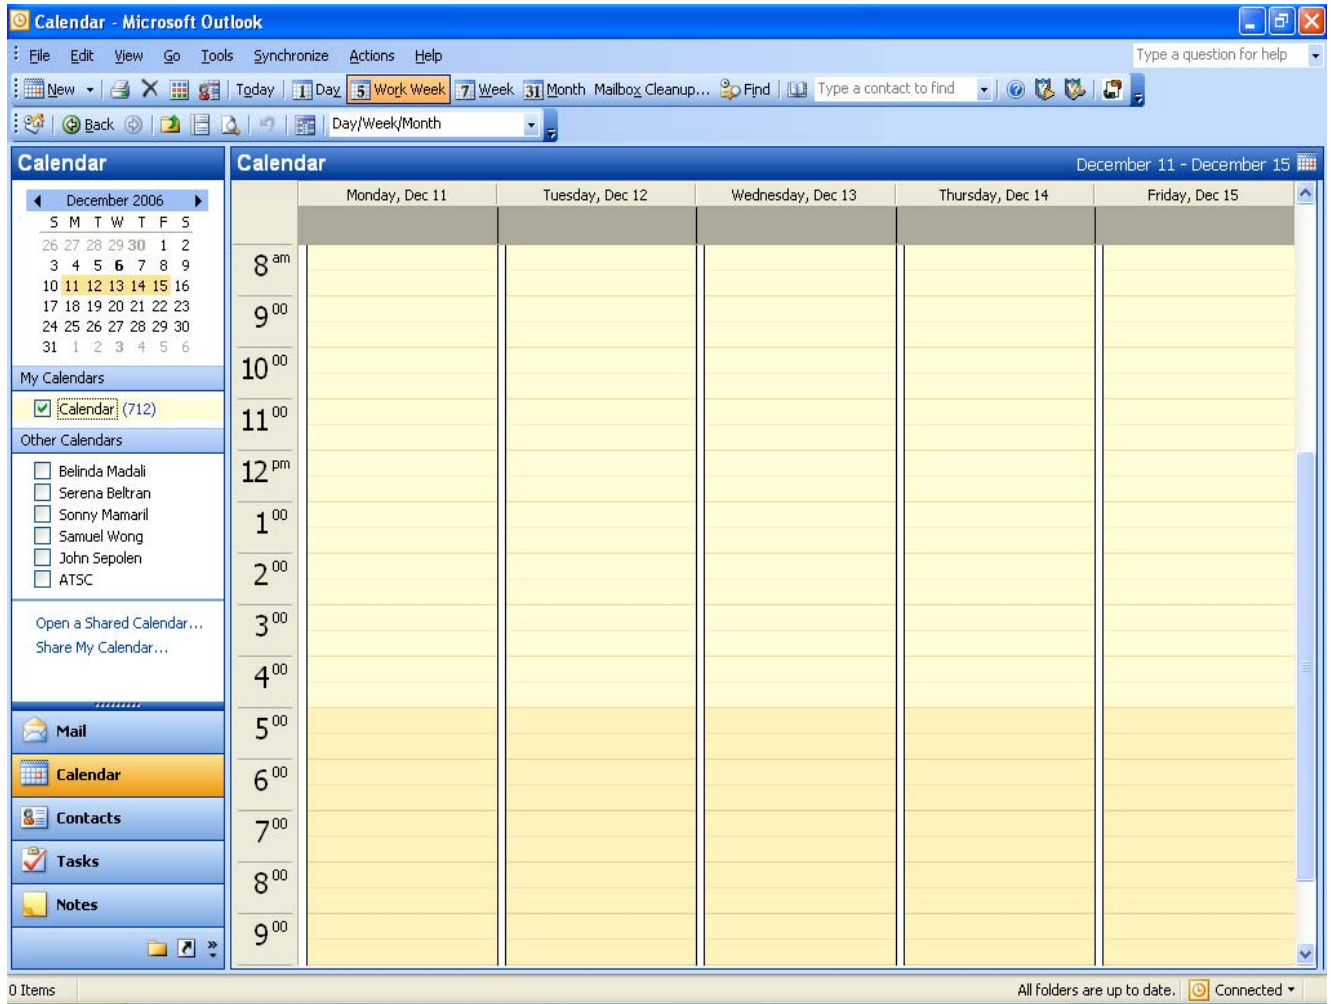 Calendar - Microsoft Outlook
File Edit View Go Tools Synchronize Actions Help Type a question for help
New Today 1 Day 5 Work Week 7 Week 31 Month Mailbox Cleanup... Find Type a contact to find
Back Day/Week/Month
Calendar
December 2006
S M T W T F S
26 27 28 29 30 1 2
3 4 5 6 7 8 9
10 11 12 13 14 15 16
17 18 19 20 21 22 23
24 25 26 27 28 29 30
31 1 2 3 4 5 6
My Calendars
Calendar (712)
Other Calendars
Belinda Madali
Serena Beltran
Sonny Mamaril
Samuel Wong
John Sepolen
ATSC
Open a Shared Calendar...
Share My Calendar...
Mail
Calendar
Contacts
Tasks
Notes
Calendar December 11 - December 15
Monday, Dec 11 Tuesday, Dec 12 Wednesday, Dec 13 Thursday, Dec 14 Friday, Dec 15
8 am
9 00
10 00
11 00
12 pm
1 00
2 00
3 00
4 00
5 00
6 00
7 00
8 00
9 00
0 Items All folders are up to date. Connected